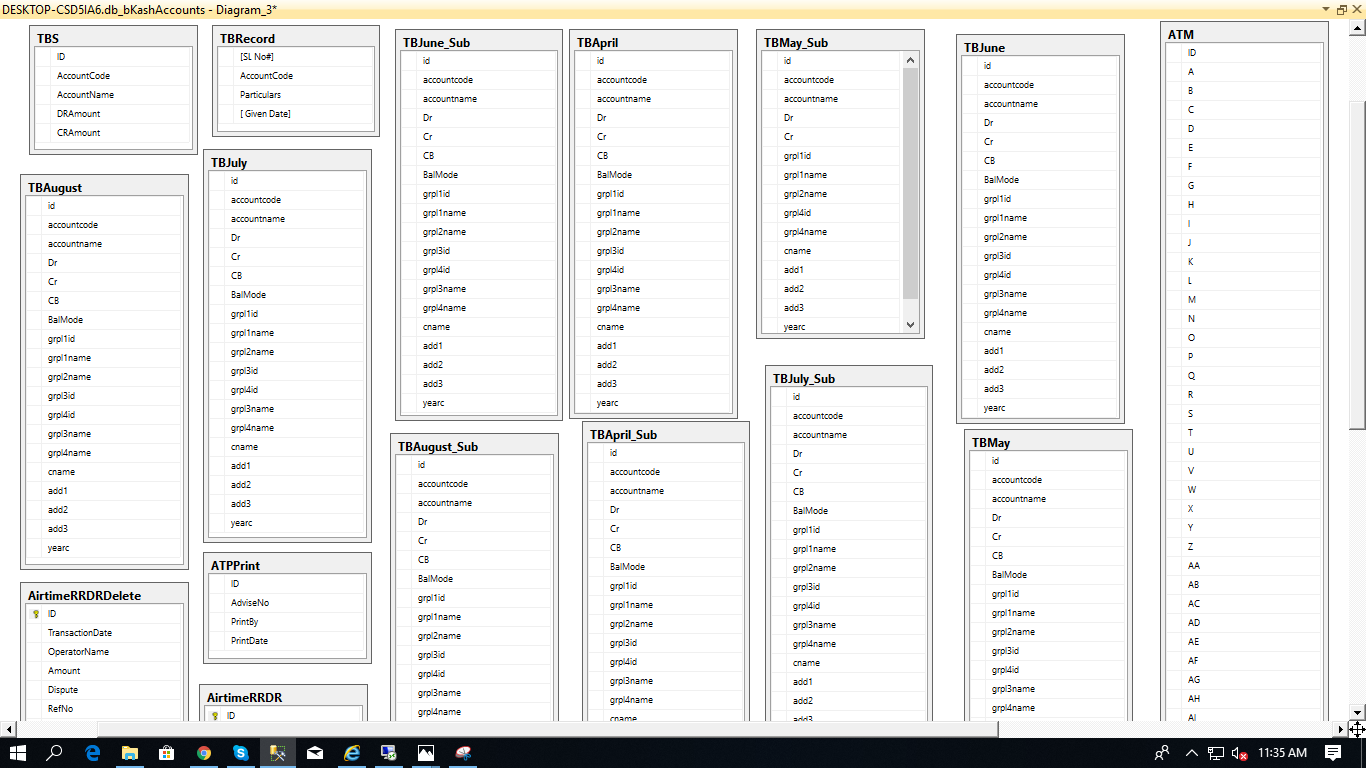 DESKTOP-CSD5IA6.db_bKashAccounts - Diagram_3*
TBS
ID
AccountCode
AccountName
DRAmount
CRAmount
TBRecord
[SL No#]
AccountCode
Particulars
[ Given Date]
TBAugust
id
accountcode
accountname
Dr
Cr
CB
BalMode
grpl1id
grpl1name
grpl2name
grpl3id
grpl4id
grpl3name
grpl4name
cname
add1
add2
add3
yearc
TBJuly
id
accountcode
accountname
Dr
Cr
CB
BalMode
grpl1id
grpl1name
grpl2name
grpl3id
grpl4id
grpl3name
grpl4name
cname
add1
add2
add3
yearc
AirtimeRRDRDelete
ID
TransactionDate
OperatorName
Amount
Dispute
RefNo
ATPPrint
ID
AdviseNo
PrintBy
PrintDate
AirtimeRRDR
ID
TBJune_Sub
id
accountcode
accountname
Dr
Cr
CB
BalMode
grpl1id
grpl1name
grpl2name
grpl3id
grpl4id
grpl3name
grpl4name
cname
add1
add2
add3
yearc
TBAugust_Sub
id
accountcode
accountname
Dr
Cr
CB
BalMode
grpl1id
grpl1name
grpl2name
grpl3id
grpl4id
grpl3name
grpl4name
TBApril
id
accountcode
accountname
Dr
Cr
CB
BalMode
grpl1id
grpl1name
grpl2name
grpl3id
grpl4id
grpl3name
grpl4name
cname
add1
add2
add3
yearc
TBApril_Sub
id
accountcode
accountname
Dr
Cr
CB
BalMode
grpl1id
grpl1name
grpl2name
grpl3id
grpl4id
grpl3name
grpl4name
cname
TBMay_Sub
id
accountcode
accountname
Dr
Cr
grpl1id
grpl1name
grpl2name
grpl4id
grpl4name
cname
add1
add2
add3
yearc
TBJuly_Sub
id
accountcode
accountname
Dr
Cr
CB
BalMode
grpl1id
grpl1name
grpl2name
grpl3id
grpl4id
grpl3name
grpl4name
cname
add1
add2
add3
TBJune
id
accountcode
accountname
Dr
Cr
CB
BalMode
grpl1id
grpl1name
grpl2name
grpl3id
grpl4id
grpl3name
grpl4name
cname
add1
add2
add3
yearc
TBMay
id
accountcode
accountname
Dr
Cr
CB
BalMode
grpl1id
grpl1name
grpl2name
grpl3id
grpl4id
grpl3name
grpl4name
ATM
ID
A
B
C
D
E
F
G
H
I
J
K
L
M
N
O
P
Q
R
S
T
U
V
W
X
Y
Z
AA
AB
AC
AD
AE
AF
AG
AH
AI
11:35 AM